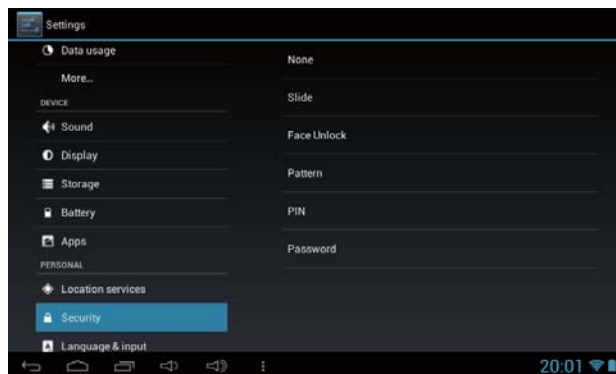 Settings
Data usage
More...
DEVICE
Sound
Display
Storage
Battery
Apps
PERSONAL
Location services
Security
Language & input
None
Slide
Face Unlock
Pattern
PIN
Password
20:01